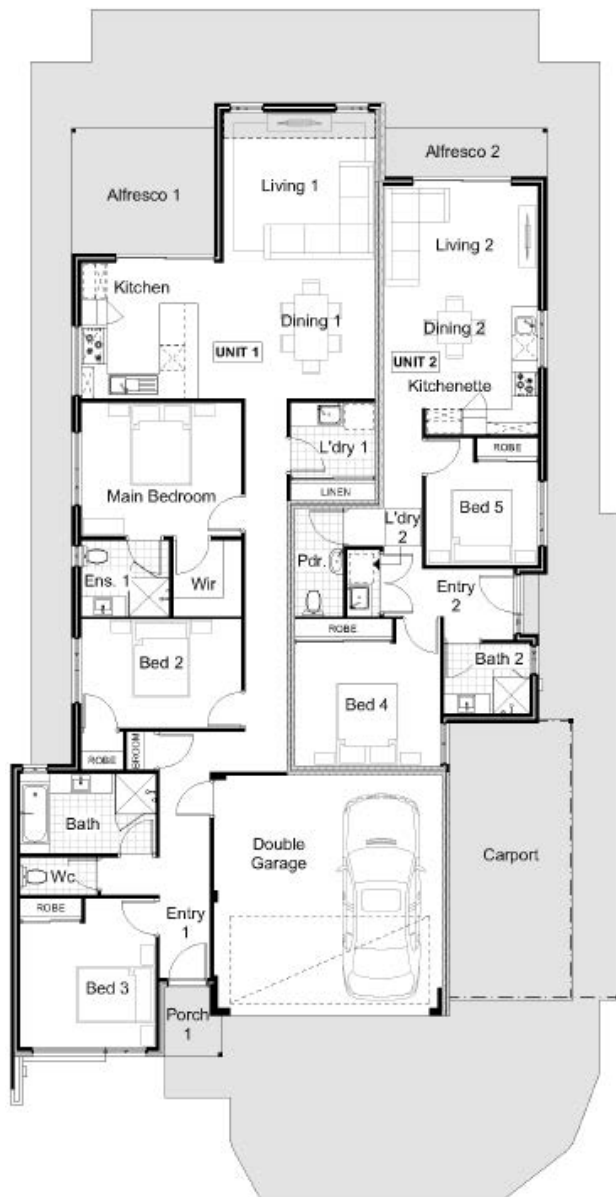 Alfresco 2
Living 1
Alfresco 1
Living 2
Kitchen
Dining 1
Dining 2
UNIT 1
UNIT 2
Kitchenette
L'dry 1
ROBE
LINEN
Main Bedroom
Bed 5
L'dry
2
Pdr.
Ens. 1
Wir
Entry
2
ROBE
Bed 2
Bath 2
Bed 4
BROOM
ROBE
Bath
Double
Garage
Carport
Wc
ROBE
Entry
1
Bed 3
Porch
1